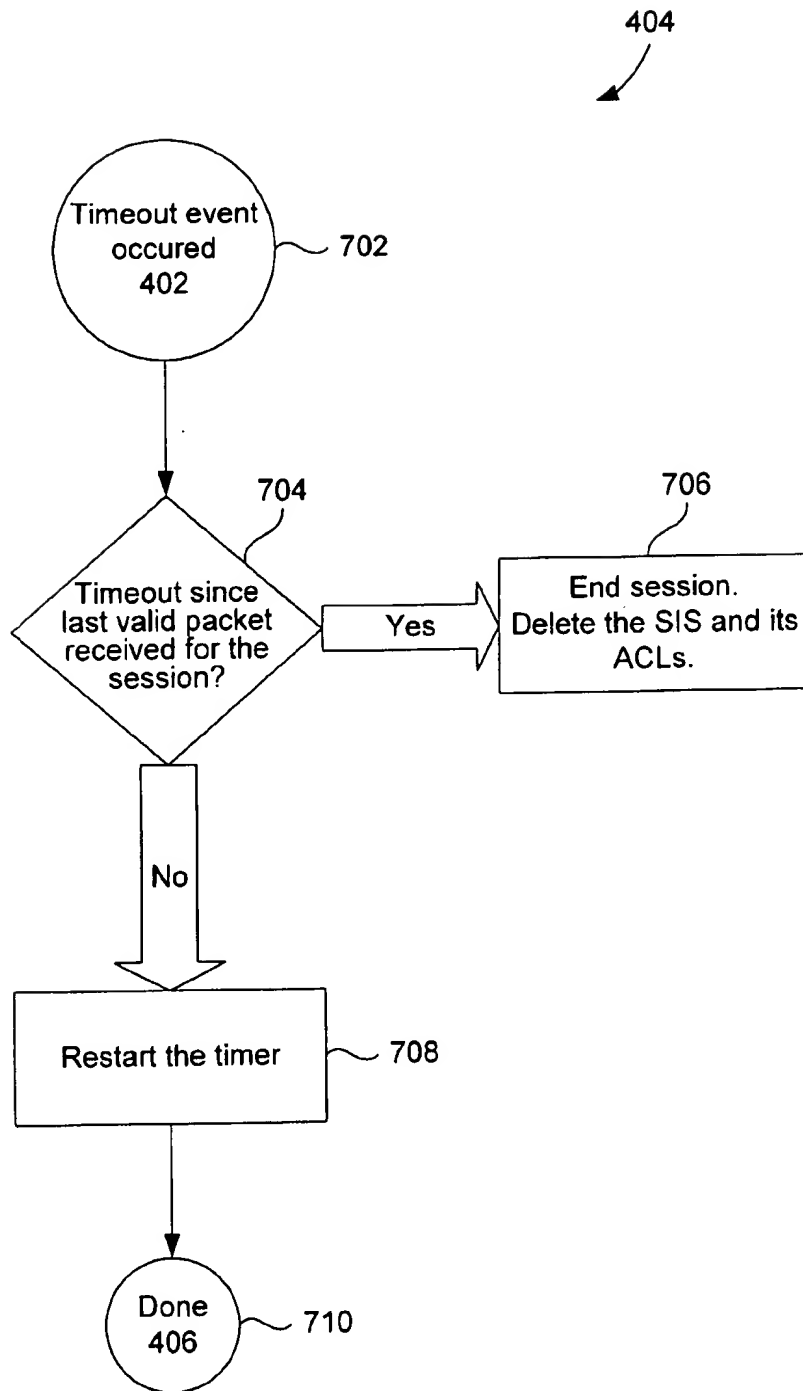 404
Timeout event
occured
402
702
704
Timeout since
last valid packet
received for the
session?
Yes
706
End session.
Delete the SIS and its
ACLs.
No
Restart the timer
708
Done
406
710